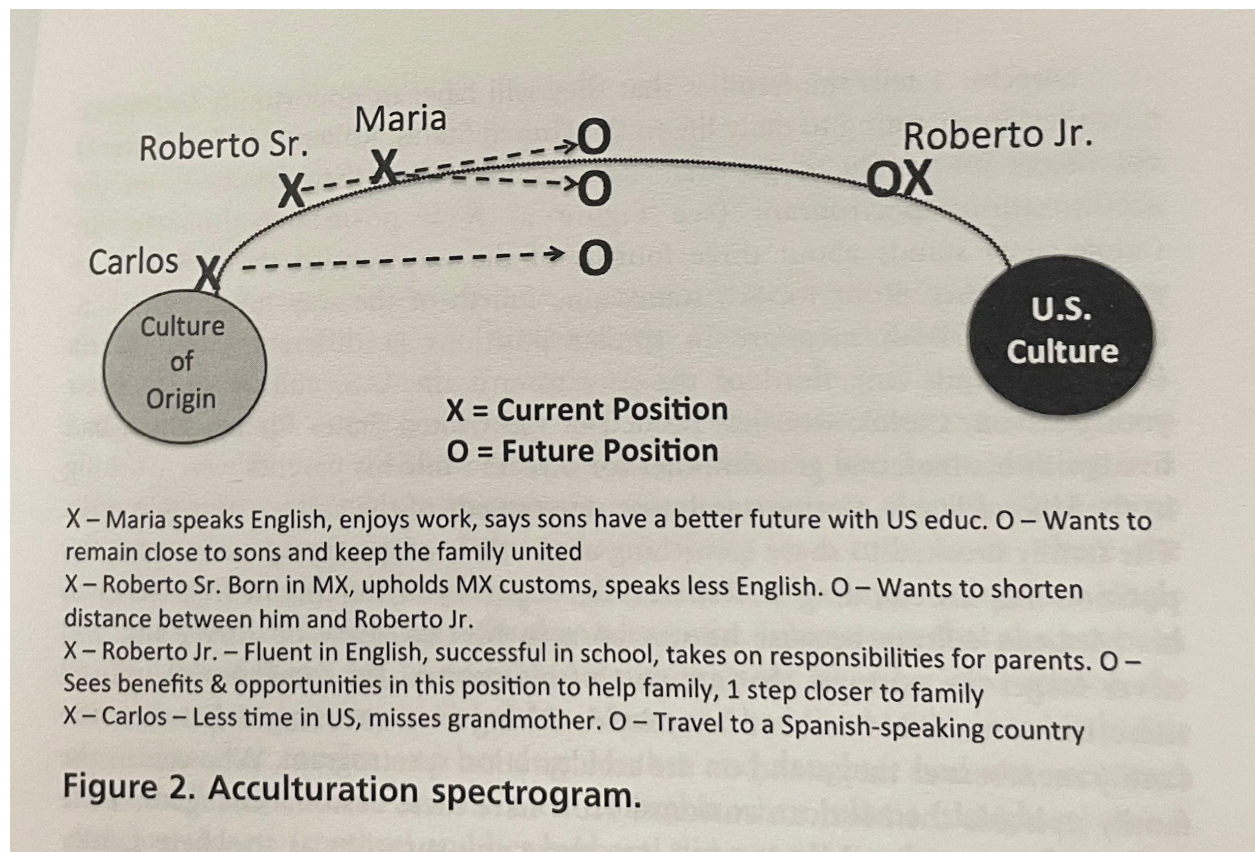 Maria
Roberto Sr.
Roberto Jr.
X
X
O
O
OX
Carlos
X
O
Culture
of
Origin
U.S.
Culture
X = Current Position
O = Future Position
X – Maria speaks English, enjoys work, says sons have a better future with US educ. O – Wants to
remain close to sons and keep the family united
X – Roberto Sr. Born in MX, upholds MX customs, speaks less English. O – Wants to shorten
distance between him and Roberto Jr.
X – Roberto Jr. – Fluent in English, successful in school, takes on responsibilities for parents. O –
Sees benefits & opportunities in this position to help family, 1 step closer to family
X – Carlos – Less time in US, misses grandmother. O – Travel to a Spanish-speaking country
Figure 2. Acculturation spectrogram.